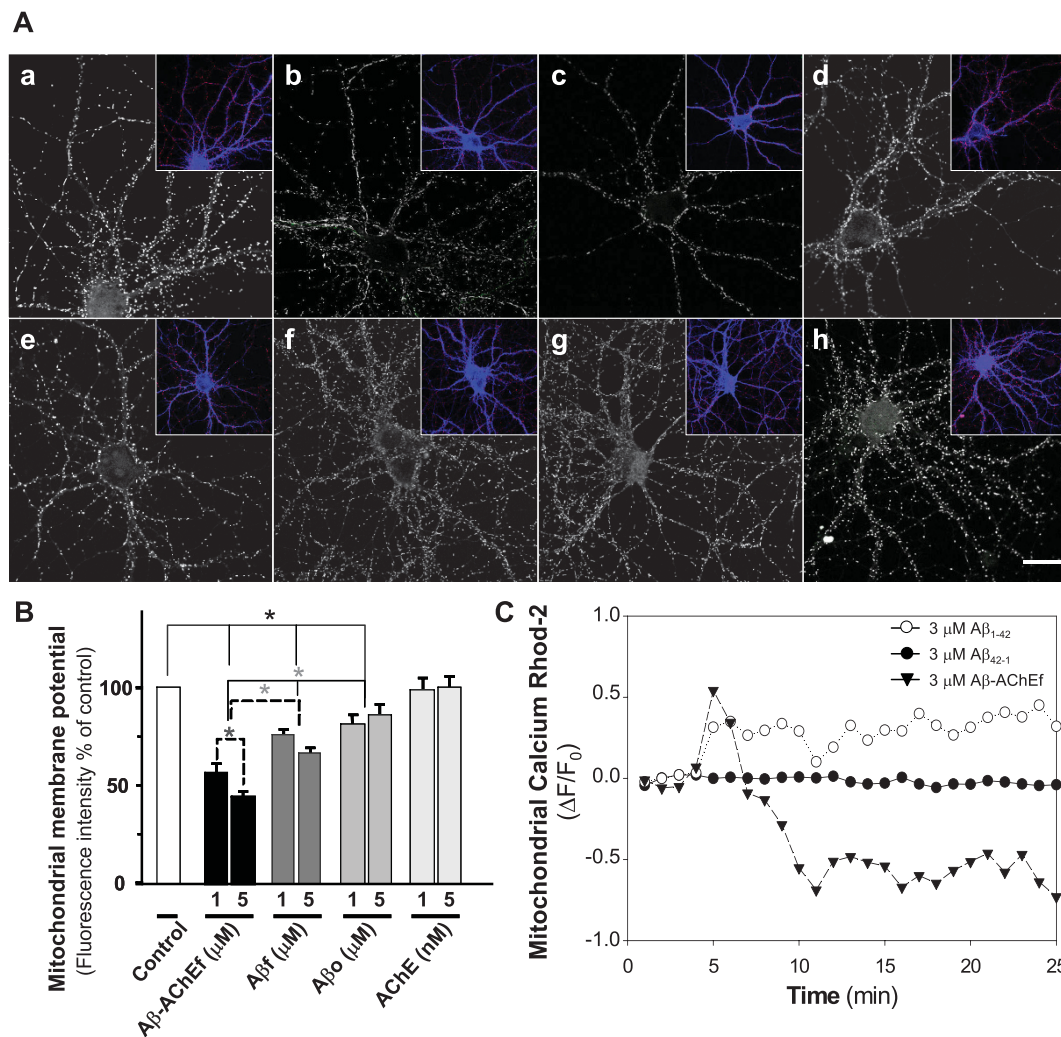 A
a
b
c
d
e
f
g
h
B
Mitochondrial membrane potential
(Fluorescence intensity % of control)
100
50
0
*
*
*
*
1 5 1 5 1 5 1 5
Control
Aβ-AChEf (μM)
Aβf (μM)
Aβo (μM)
AChE (nM)
C
Mitochondrial Calcium Rhod-2
(ΔF/F₀)
1.0
0.5
0.0
-0.5
-1.0
3 μM Aβ₁₋₄₂
3 μM Aβ₄₂₋₁
3 μM Aβ-AChEf
0 5 10 15 20 25
Time (min)